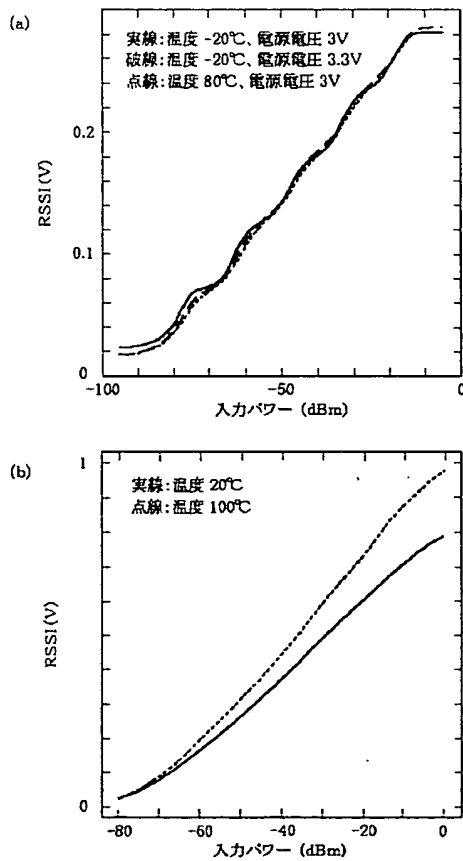 (a)
実線:温度 -20℃、電源電圧 3V
破線:温度 -20℃、電源電圧 3.3V
点線:温度 80℃、電源電圧 3V
0.2
0.1
0
RSSI(V)
-100
-50
0
入力パワー (dBm)
(b)
実線:温度 20℃
点線:温度 100℃
1
0
RSSI(V)
-80
-60
-40
-20
-0
入力パワー (dBm)